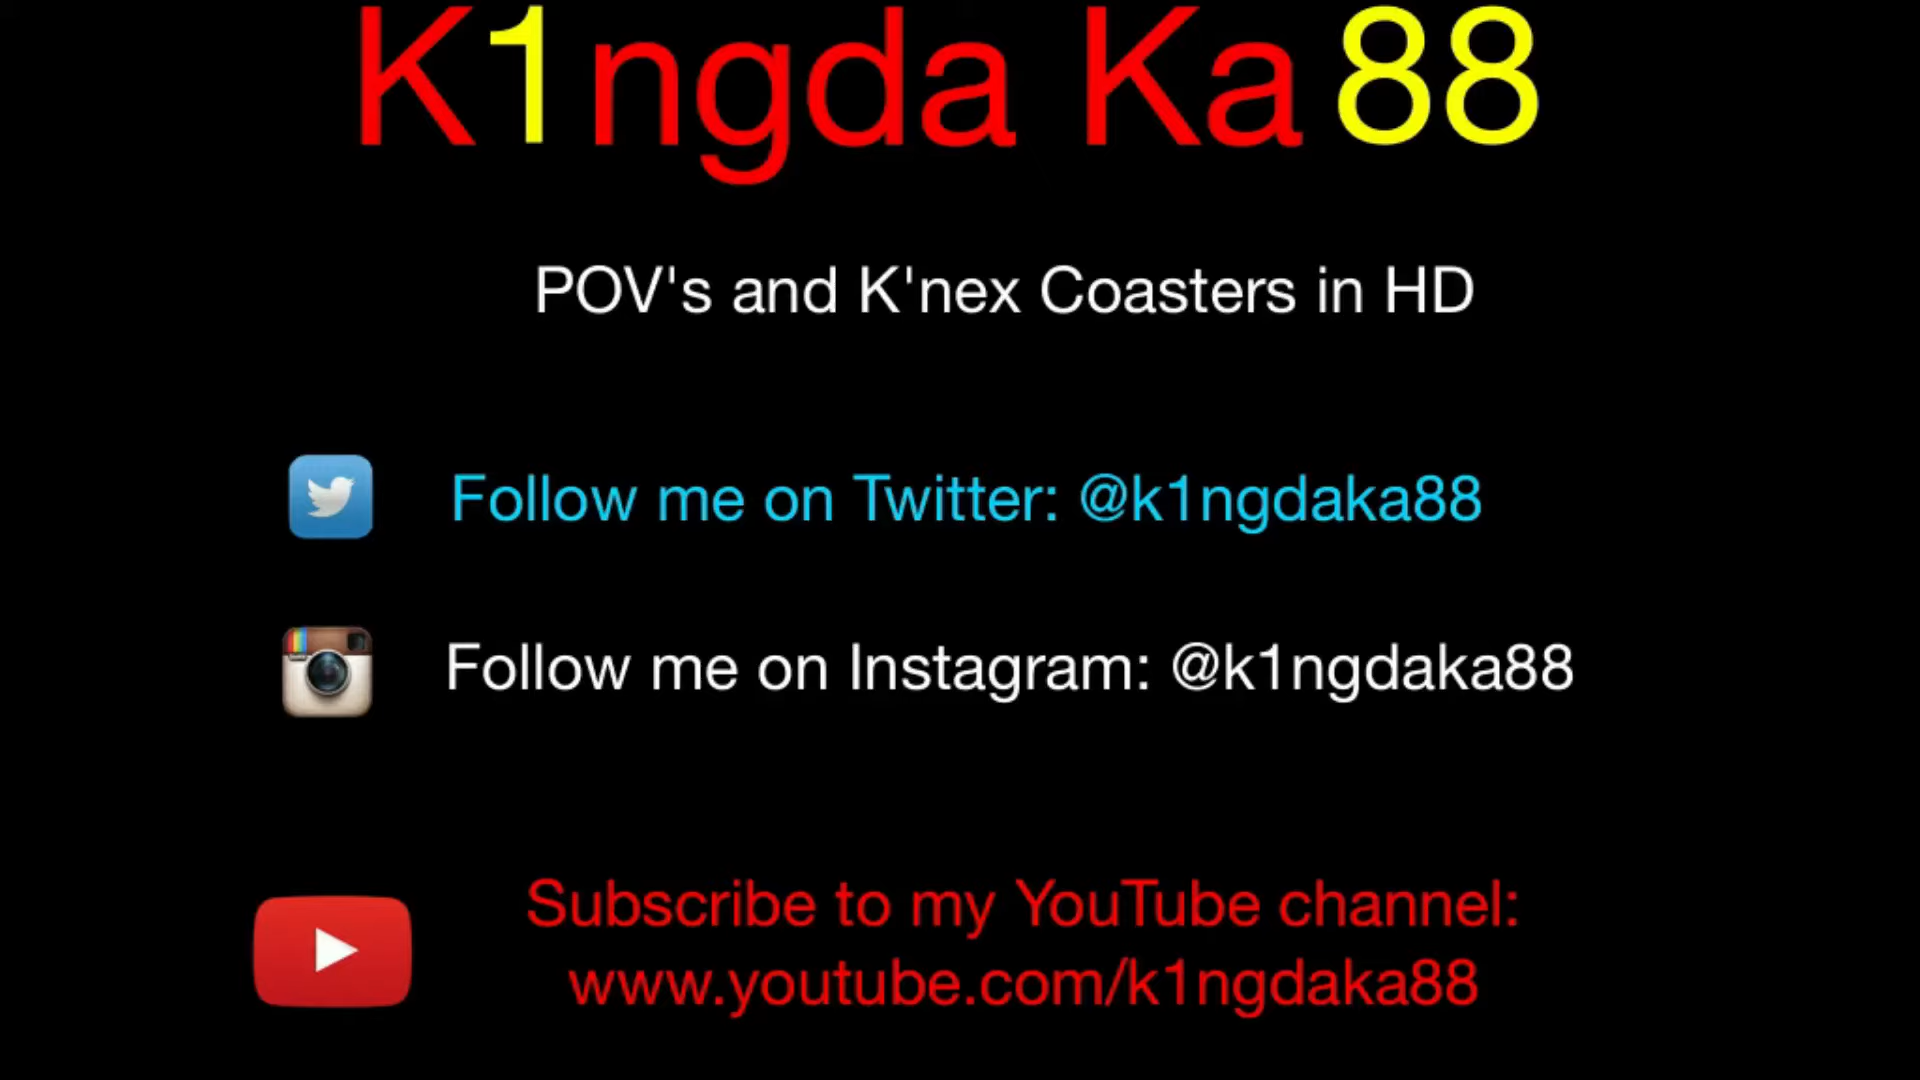 K1ngda Ka 88
POV's and K'nex Coasters in HD
Follow me on Twitter: @k1ngdaka88
Follow me on Instagram: @k1ngdaka88
Subscribe to my YouTube channel:
www.youtube.com/k1ngdaka88